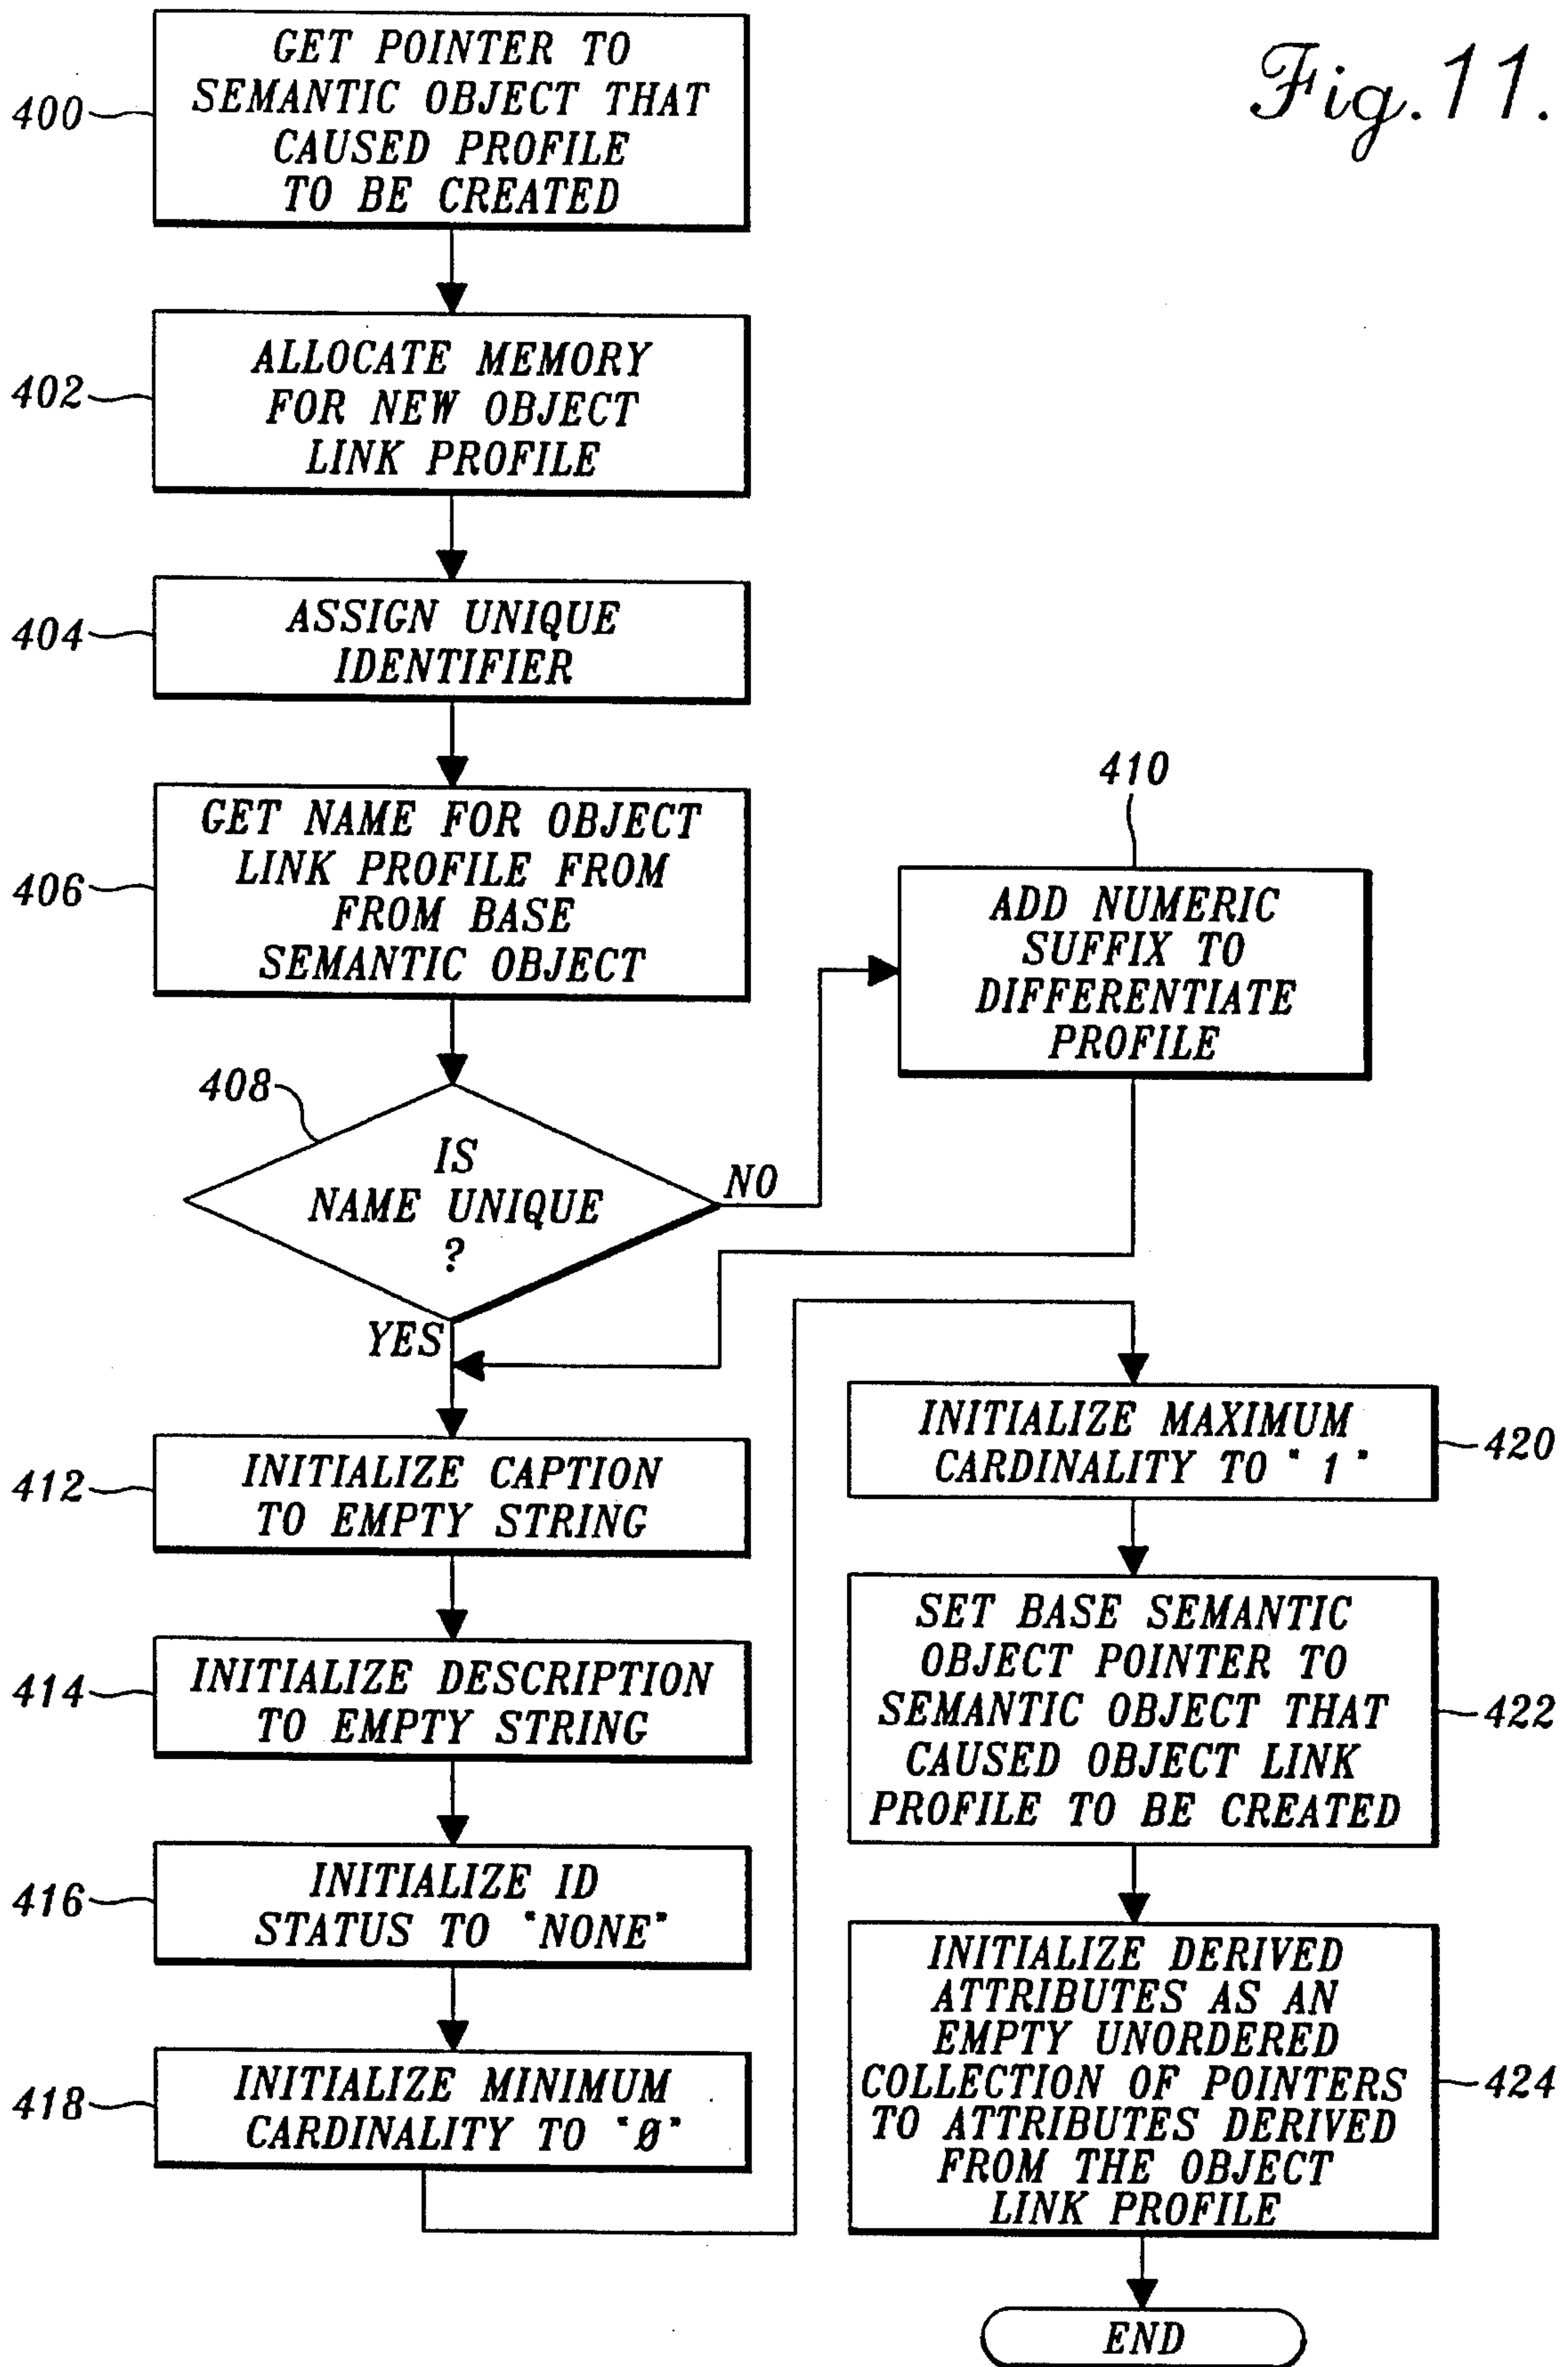 Fig. 11.
400
GET POINTER TO
SEMANTIC OBJECT THAT
CAUSED PROFILE
TO BE CREATED
402
ALLOCATE MEMORY
FOR NEW OBJECT
LINK PROFILE
404
ASSIGN UNIQUE
IDENTIFIER
406
GET NAME FOR OBJECT
LINK PROFILE FROM
FROM BASE
SEMANTIC OBJECT
408
IS
NAME UNIQUE
?
NO
YES
410
ADD NUMERIC
SUFFIX TO
DIFFERENTIATE
PROFILE
412
INITIALIZE CAPTION
TO EMPTY STRING
414
INITIALIZE DESCRIPTION
TO EMPTY STRING
416
INITIALIZE ID
STATUS TO "NONE"
418
INITIALIZE MINIMUM
CARDINALITY TO "Ø"
INITIALIZE MAXIMUM
CARDINALITY TO "1"
420
SET BASE SEMANTIC
OBJECT POINTER TO
SEMANTIC OBJECT THAT
CAUSED OBJECT LINK
PROFILE TO BE CREATED
422
INITIALIZE DERIVED
ATTRIBUTES AS AN
EMPTY UNORDERED
COLLECTION OF POINTERS
TO ATTRIBUTES DERIVED
FROM THE OBJECT
LINK PROFILE
424
END